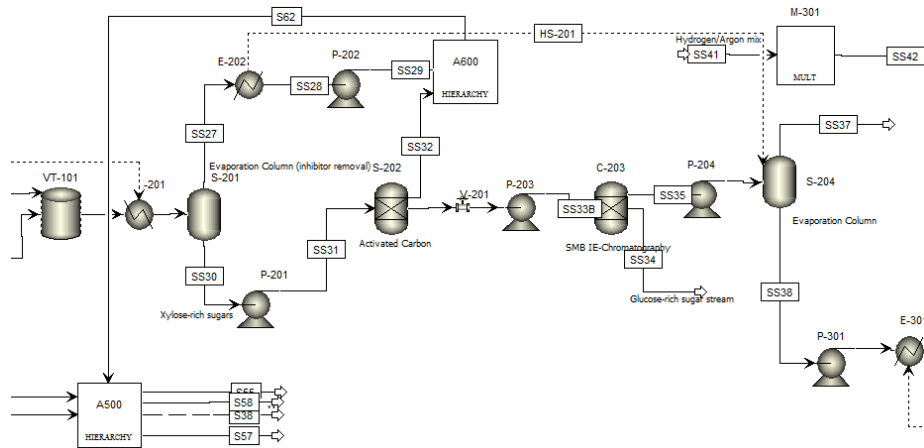 S62
M-301
HS-201
Hydrogen/Argon mix
E-202
P-202
SS41
SS42
SS29
A600
MULT
SS28
HIERARCHY
SS37
SS27
SS32
Evaporation Column (inhibitor removal)
VT-101
-201
S-201
S-202
P-203
C-203
P-204
S-204
V-201
SS35
SS33B
Evaporation Column
Activated Carbon
SMB IE-Chromatography
SS31
SS34
SS30
P-201
SS38
Xylose-rich sugars
Glucose-rich sugar stream
P-301
E-301
S55
A500
S58
S38
HIERARCHY
S57